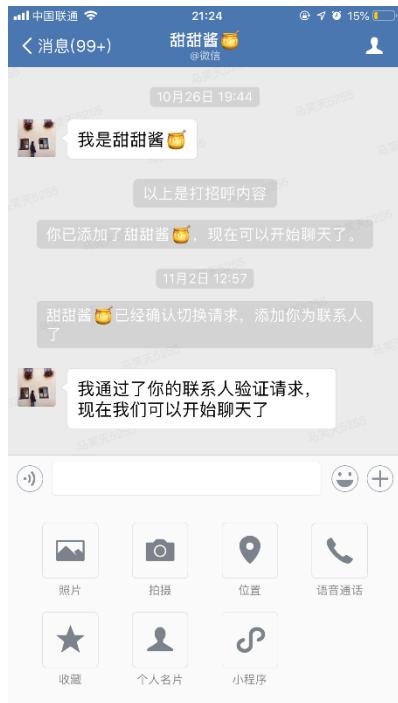 中国联通
21:24
15%
消息(99+)
甜甜酱🍯
@微信
10月26日 19:44
我是甜甜酱🍯
以上是打招呼内容
你已添加了甜甜酱🍯，现在可以开始聊天了。
11月2日 12:57
甜甜酱🍯已经确认切换请求，添加你为联系人
了
我通过了你的联系人验证请求，
现在我们可以开始聊天了
照片
拍摄
位置
语音通话
收藏
个人名片
小程序